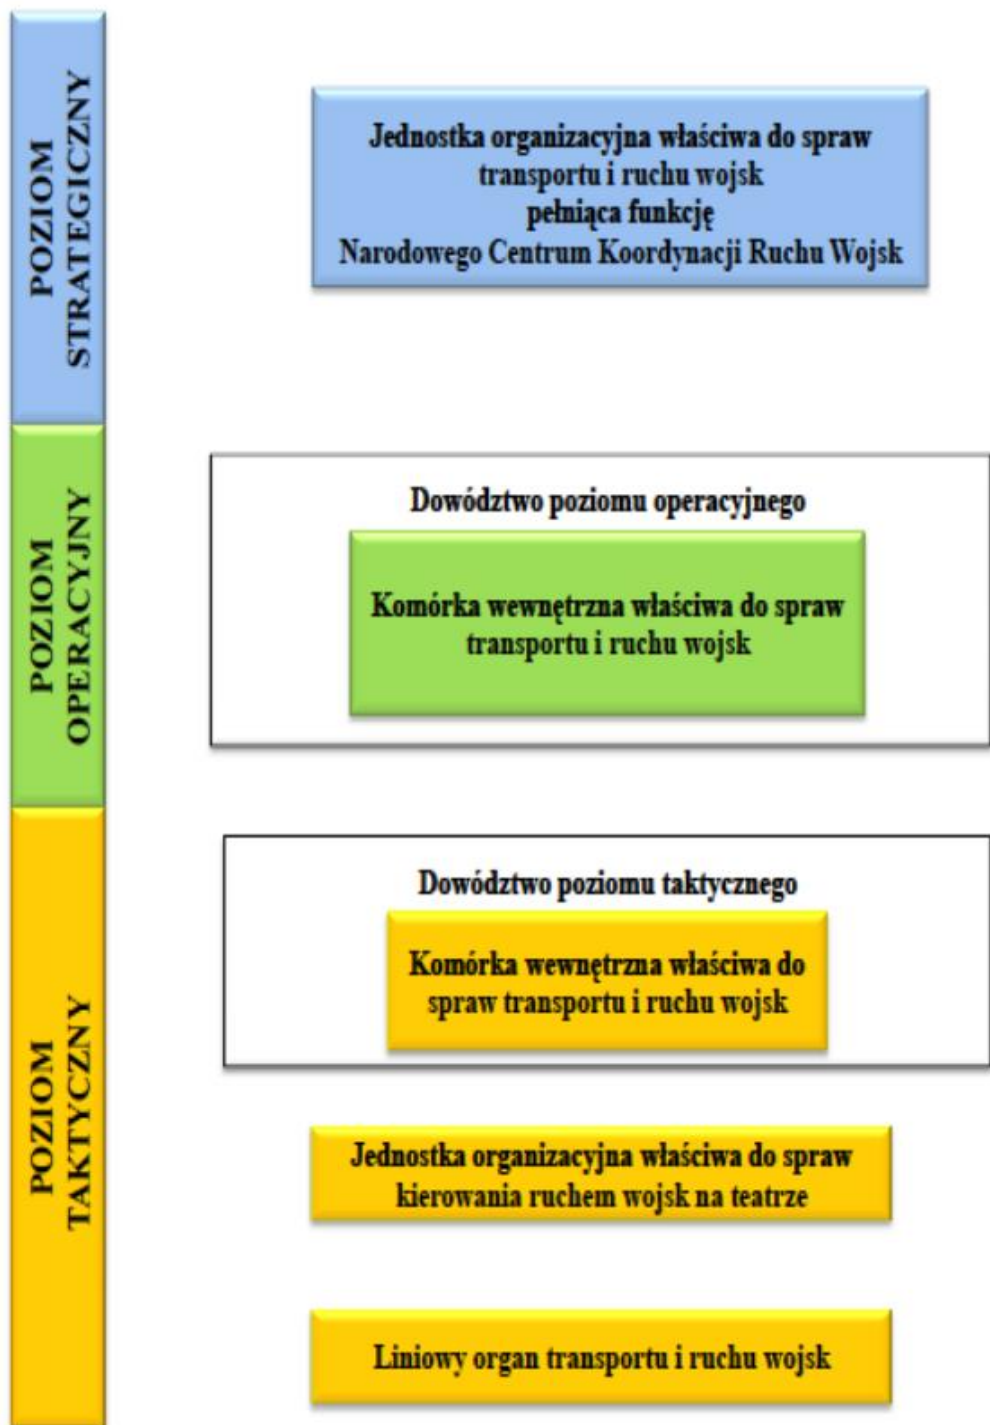 POZIOM
STRATEGICZNY
Jednostka organizacyjna właściwa do spraw
transportu i ruchu wojsk
pełniąca funkcję
Narodowego Centrum Koordynacji Ruchu Wojsk
POZIOM
OPERACYJNY
Dowództwo poziomu operacyjnego
Komórka wewnętrzna właściwa do spraw
transportu i ruchu wojsk
POZIOM
TAKTYCZNY
Dowództwo poziomu taktycznego
Komórka wewnętrzna właściwa do
spraw transportu i ruchu wojsk
Jednostka organizacyjna właściwa do spraw
kierowania ruchem wojsk na teatrze
Liniowy organ transportu i ruchu wojsk